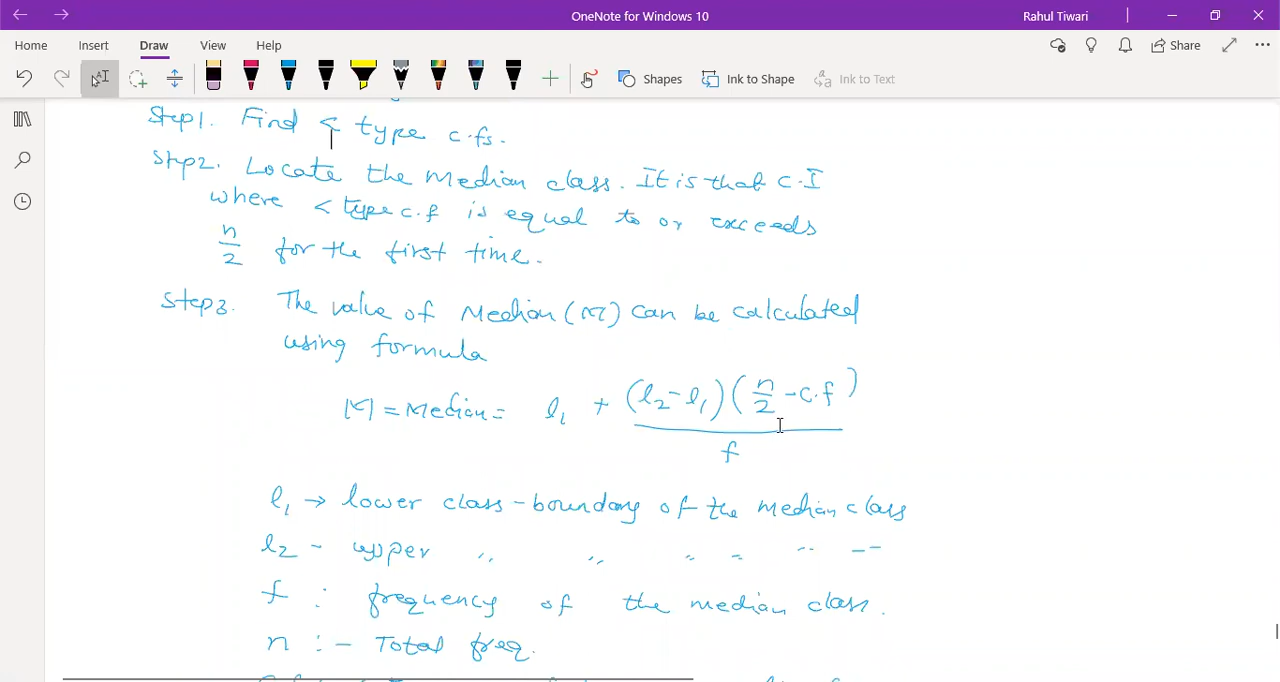 OneNote for Windows 10
Rahul Tiwari
Home Insert Draw View Help
Share
Shapes Ink to Shape Ink to Text
Step1. Find < type c.fs.
Step2. Locate the Median class. It is that C.I
where < type c.f is equal to or exceeds
n/2 for the first time.
Step3. The value of Median (M) can be calculated
using formula
M = Median = l₁ + (l₂ - l₁)(n/2 - c.f) / f
l₁ → lower class-boundary of the median class
l₂ - upper ,, ,, ,, ,, ,, --
f : frequency of the median class.
n :- Total freq.